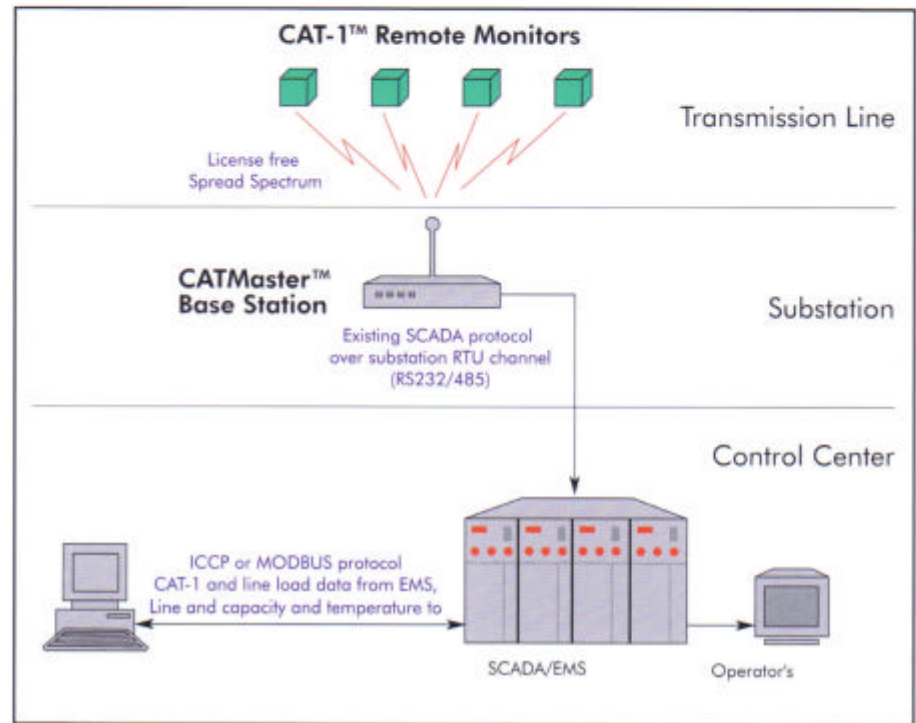 CAT-1™ Remote Monitors
Transmission Line
License free
Spread Spectrum
CATMaster™
Base Station
Substation
Existing SCADA protocol
over substation RTU channel
(RS232/485)
Control Center
ICCP or MODBUS protocol
CAT-1 and line load data from EMS,
Line and capacity and temperature to
SCADA/EMS
Operator's